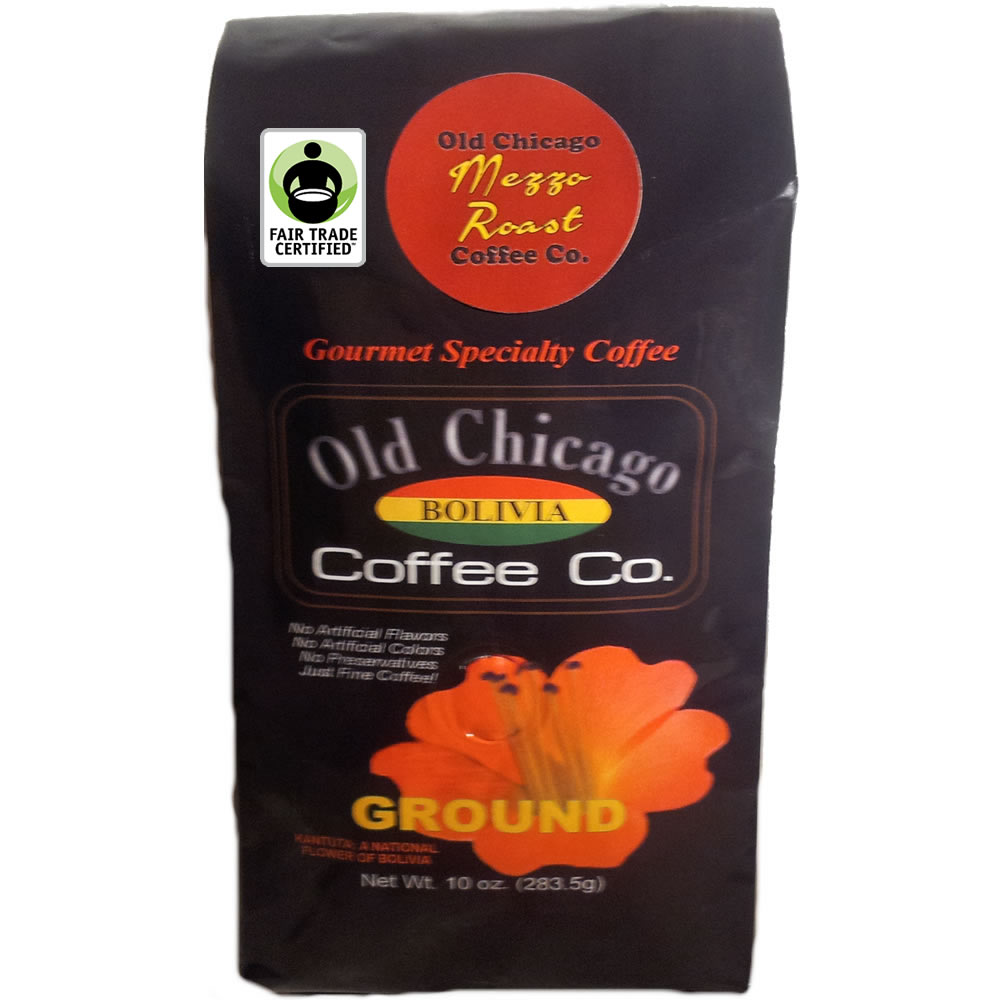 Old Chicago
Mezzo
Roast
Coffee Co.
FAIR TRADE
CERTIFIED™
Gourmet Specialty Coffee
Old Chicago
BOLIVIA
Coffee Co.
No Artificial Flavors
No Artificial Colors
No Preservatives
Just Fine Coffee!
GROUND
KANTUTA: A NATIONAL
FLOWER OF BOLIVIA
Net Wt. 10 oz. (283.5g)